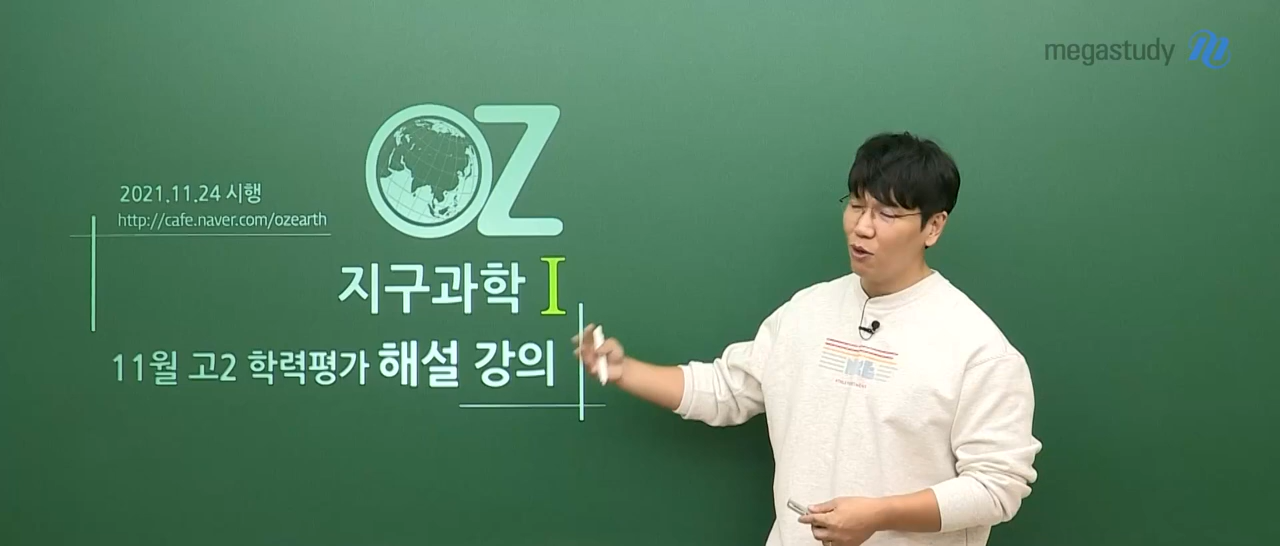 megastudy
OZ
2021.11.24 시행
http://cafe.naver.com/ozearth
지구과학 I
11월 고2 학력평가 해설 강의